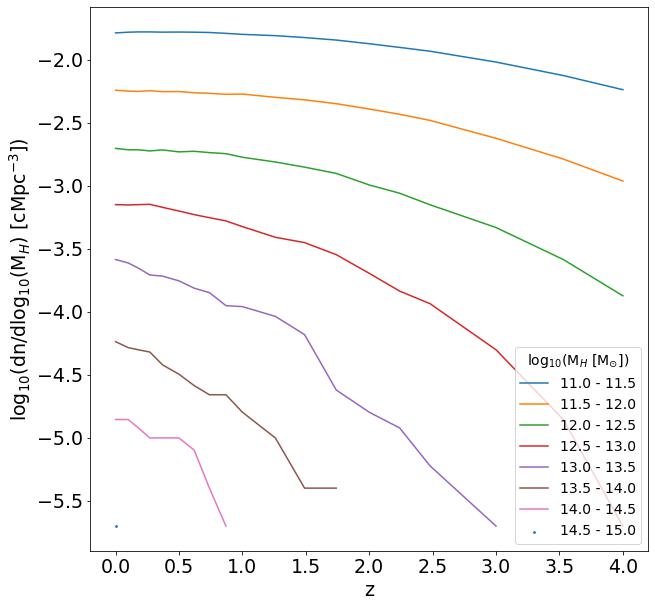 −2.0
−2.5
−3.0
−3.5
−4.0
−4.5
−5.0
−5.5
log₁₀(dn/dlog₁₀(M_H) [cMpc⁻³])
0.0 0.5 1.0 1.5 2.0 2.5 3.0 3.5 4.0
z
log₁₀(M_H [M☉])
11.0 - 11.5
11.5 - 12.0
12.0 - 12.5
12.5 - 13.0
13.0 - 13.5
13.5 - 14.0
14.0 - 14.5
14.5 - 15.0